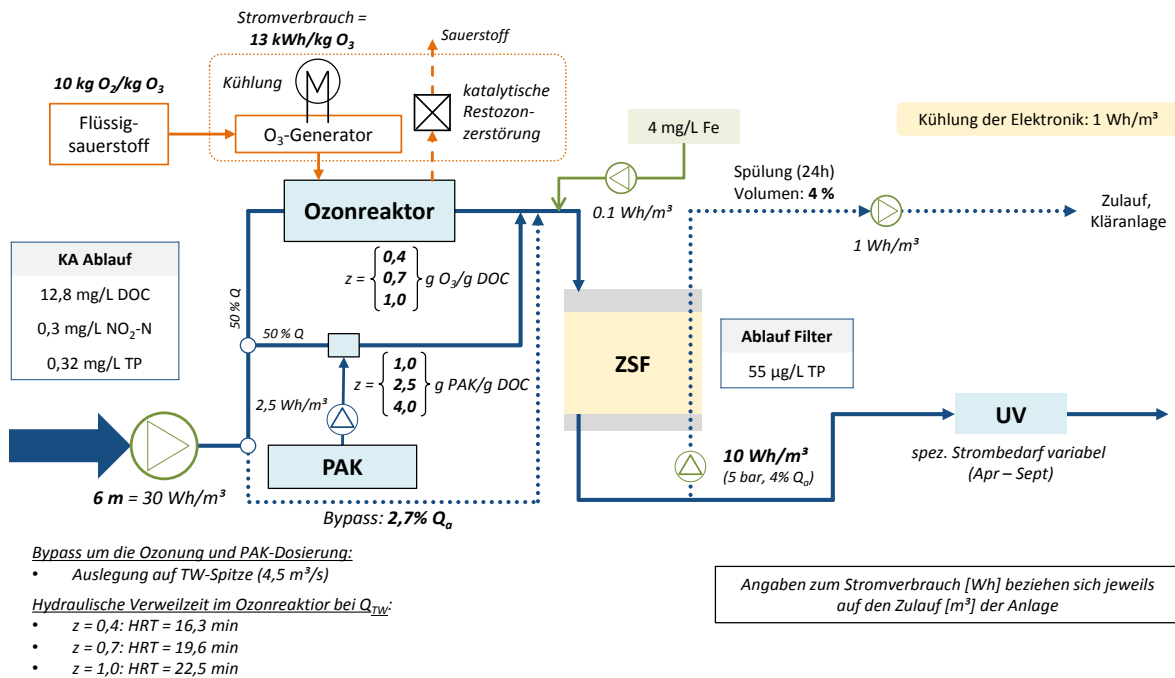 Stromverbrauch =
13 kWh/kg O₃
Sauerstoff
10 kg O₂/kg O₃
Kühlung
katalytische
Restozon-
zerstörung
Flüssig-
sauerstoff
O₃-Generator
4 mg/L Fe
Kühlung der Elektronik: 1 Wh/m³
Spülung (24h)
Volumen: 4 %
Zulauf,
Kläranlage
Ozonreaktor
0.1 Wh/m³
1 Wh/m³
KA Ablauf
12,8 mg/L DOC
0,3 mg/L NO₂-N
0,32 mg/L TP
50 % Q
z = { 0,4 0,7 1,0 } g O₃/g DOC
50 % Q
z = { 1,0 2,5 4,0 } g PAK/g DOC
2,5 Wh/m³
PAK
ZSF
Ablauf Filter
55 µg/L TP
UV
spez. Strombedarf variabel
(Apr – Sept)
10 Wh/m³
(5 bar, 4% Qa)
6 m = 30 Wh/m³
Bypass: 2,7% Qa
Bypass um die Ozonung und PAK-Dosierung:
• Auslegung auf TW-Spitze (4,5 m³/s)
Hydraulische Verweilzeit im Ozonreaktior bei QTW:
• z = 0,4: HRT = 16,3 min
• z = 0,7: HRT = 19,6 min
• z = 1,0: HRT = 22,5 min
Angaben zum Stromverbrauch [Wh] beziehen sich jeweils
auf den Zulauf [m³] der Anlage